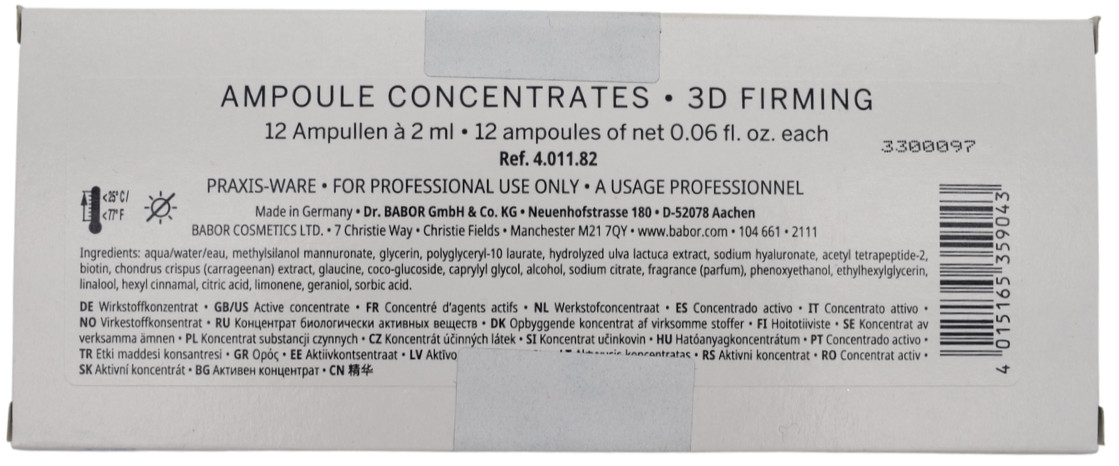 AMPOULE CONCENTRATES • 3D FIRMING
12 Ampullen à 2 ml • 12 ampoules of net 0.06 fl. oz. each
3300097
Ref. 4.011.82
PRAXIS-WARE • FOR PROFESSIONAL USE ONLY • A USAGE PROFESSIONNEL
<25°C/
<77°F
Made in Germany • Dr. BABOR GmbH & Co. KG • Neuenhofstrasse 180 • D-52078 Aachen
BABOR COSMETICS LTD. • 7 Christie Way • Christie Fields • Manchester M21 7QY • www.babor.com • 104 661 • 2111
Ingredients: aqua/water/eau, methylsilanol mannuronate, glycerin, polyglyceryl-10 laurate, hydrolyzed ulva lactuca extract, sodium hyaluronate, acetyl tetrapeptide-2,
biotin, chondrus crispus (carrageenan) extract, glaucine, coco-glucoside, caprylyl glycol, alcohol, sodium citrate, fragrance (parfum), phenoxyethanol, ethylhexylglycerin,
linalool, hexyl cinnamal, citric acid, limonene, geraniol, sorbic acid.
DE Wirkstoffkonzentrat • GB/US Active concentrate • FR Concentré d'agents actifs • NL Werkstofconcentraat • ES Concentrado activo • IT Concentrato attivo •
NO Virkestoffkonsentrat • RU Концентрат биологически активных веществ • DK Opbyggende koncentrat af virksomme stoffer • FI Hoitotiiviste • SE Koncentrat av
verksamma ämnen • PL Koncentrat substancji czynnych • CZ Koncentrát účinných látek • SI Koncentrat učinkovin • HU Hatóanyagkoncentrátum • PT Concentrado activo •
TR Etki maddesi konsantresi • GR Ορός • EE Aktiivkontsentraat • LV Aktīvo koncentratas • RS Aktivni koncentrat • RO Concentrat activ •
SK Aktivní koncentrát • BG Активен концентрат • CN 精华
4 015165 359043